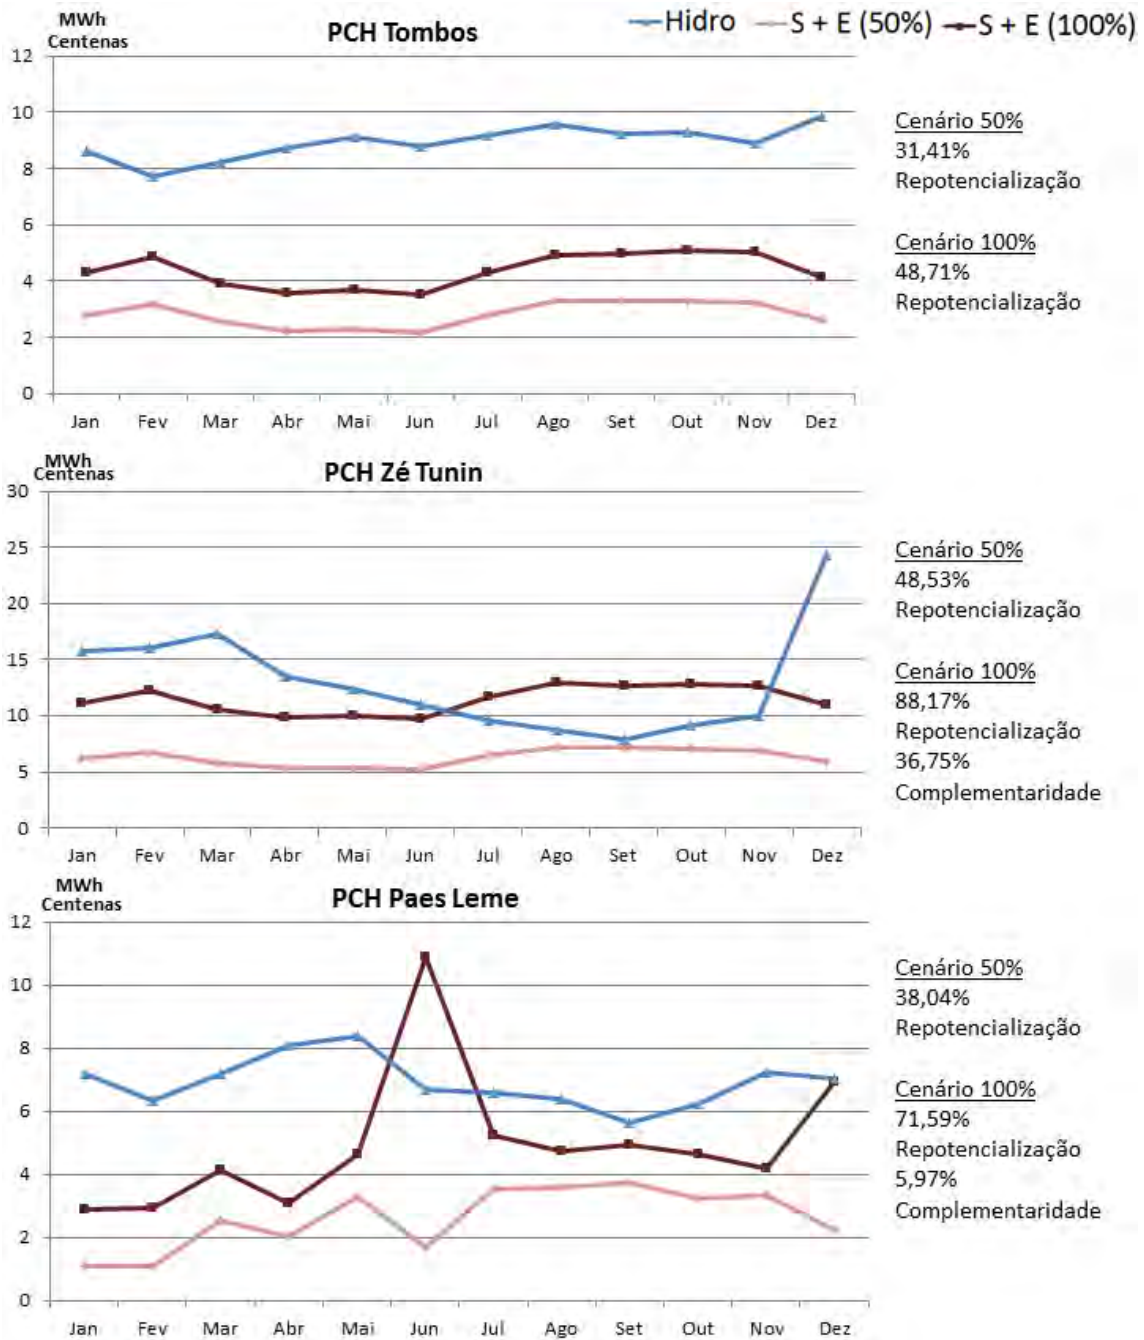 MWh
Centenas
PCH Tombos
Hidro S + E (50%) S + E (100%)
12
10
8
6
4
2
0
Jan Fev Mar Abr Mai Jun Jul Ago Set Out Nov Dez
Cenário 50%
31,41%
Repotencialização
Cenário 100%
48,71%
Repotencialização
MWh
Centenas
PCH Zé Tunin
30
25
20
15
10
5
0
Jan Fev Mar Abr Mai Jun Jul Ago Set Out Nov Dez
Cenário 50%
48,53%
Repotencialização
Cenário 100%
88,17%
Repotencialização
36,75%
Complementaridade
MWh
Centenas
PCH Paes Leme
12
10
8
6
4
2
0
Jan Fev Mar Abr Mai Jun Jul Ago Set Out Nov Dez
Cenário 50%
38,04%
Repotencialização
Cenário 100%
71,59%
Repotencialização
5,97%
Complementaridade